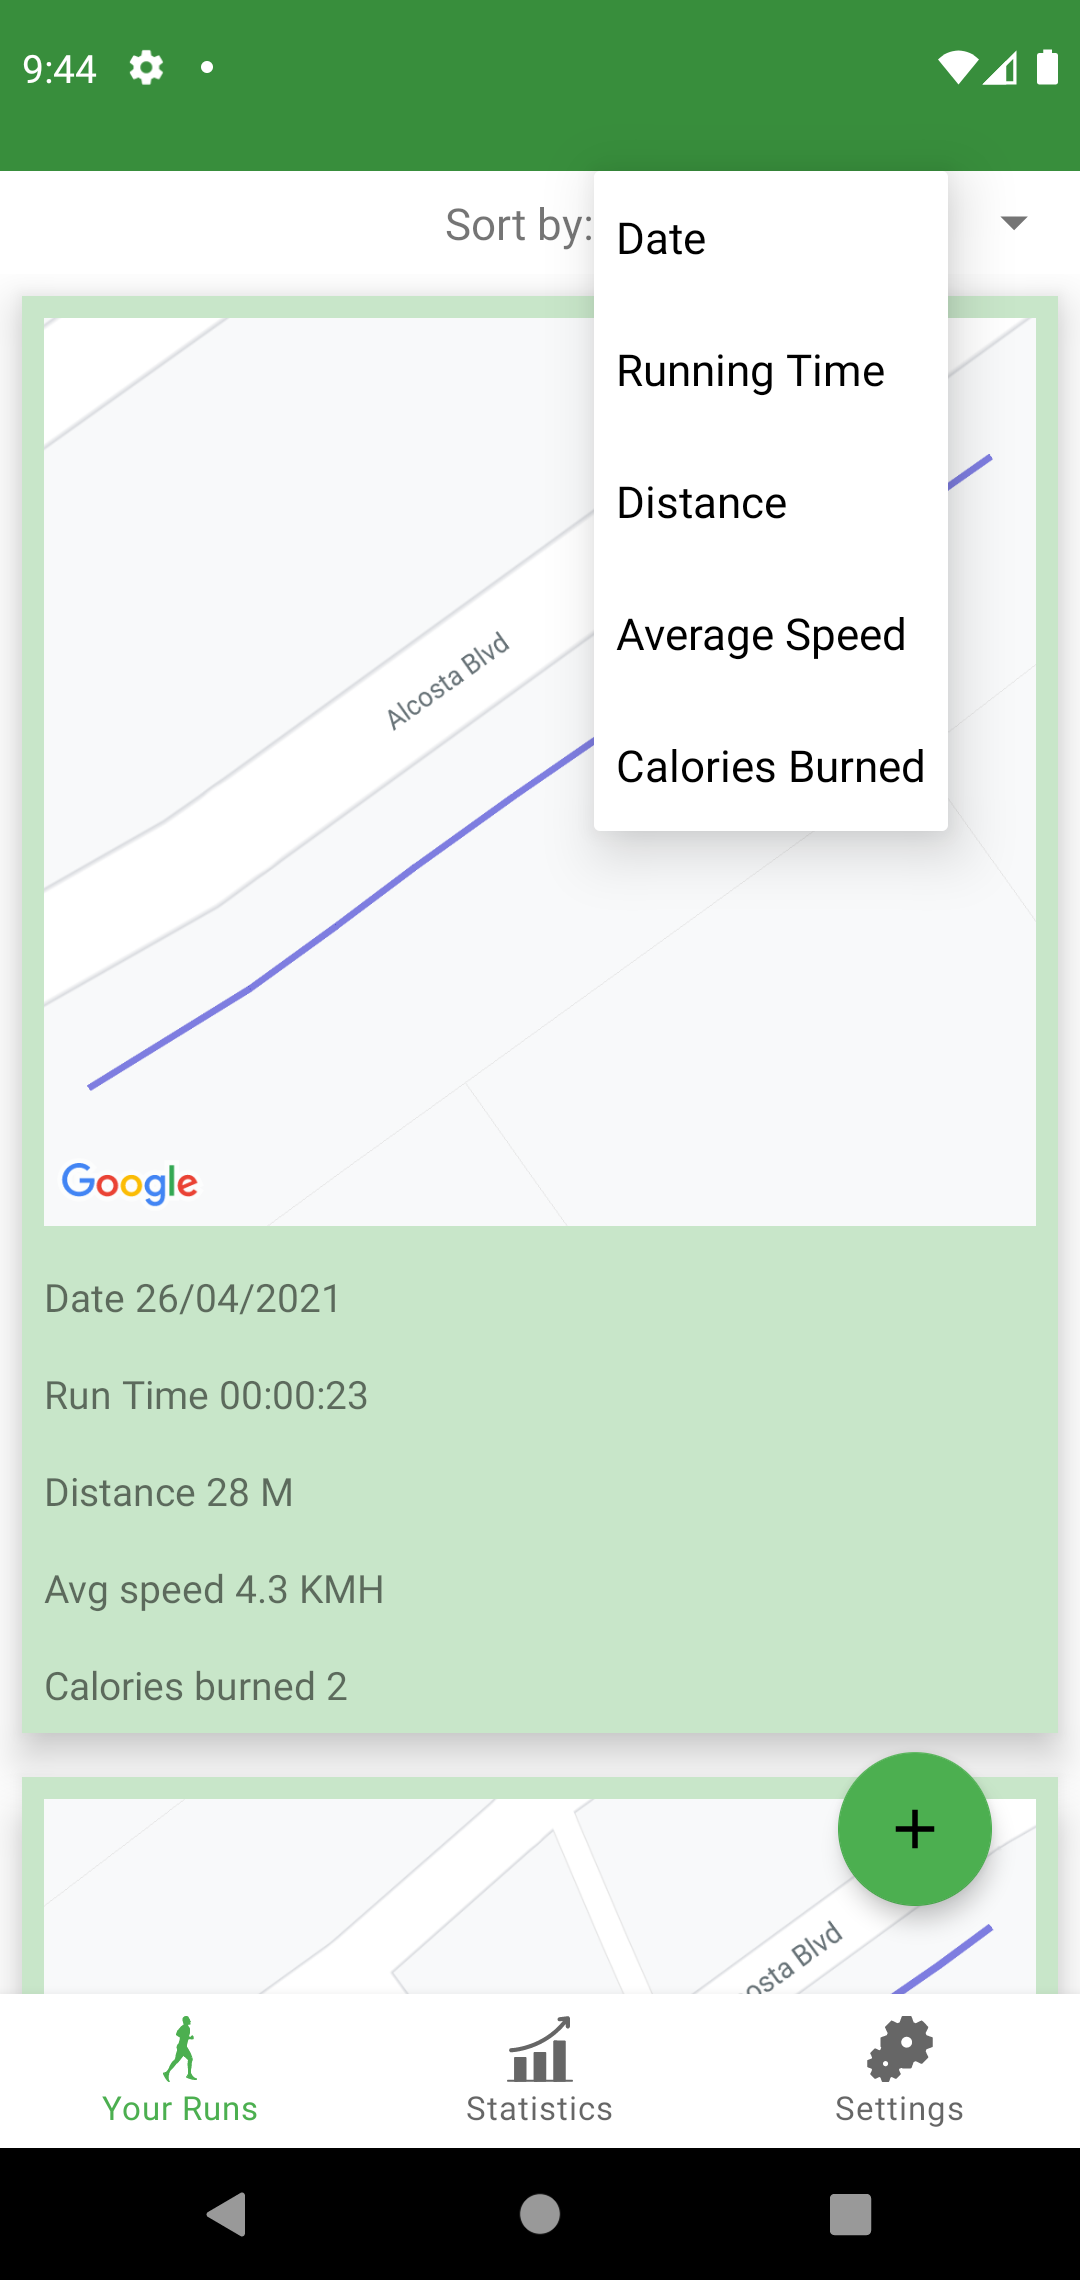 9:44
Sort by:
Date
Running Time
Distance
Average Speed
Calories Burned
Alcosta Blvd
Google
Date 26/04/2021
Run Time 00:00:23
Distance 28 M
Avg speed 4.3 KMH
Calories burned 2
osta Blvd
Your Runs
Statistics
Settings